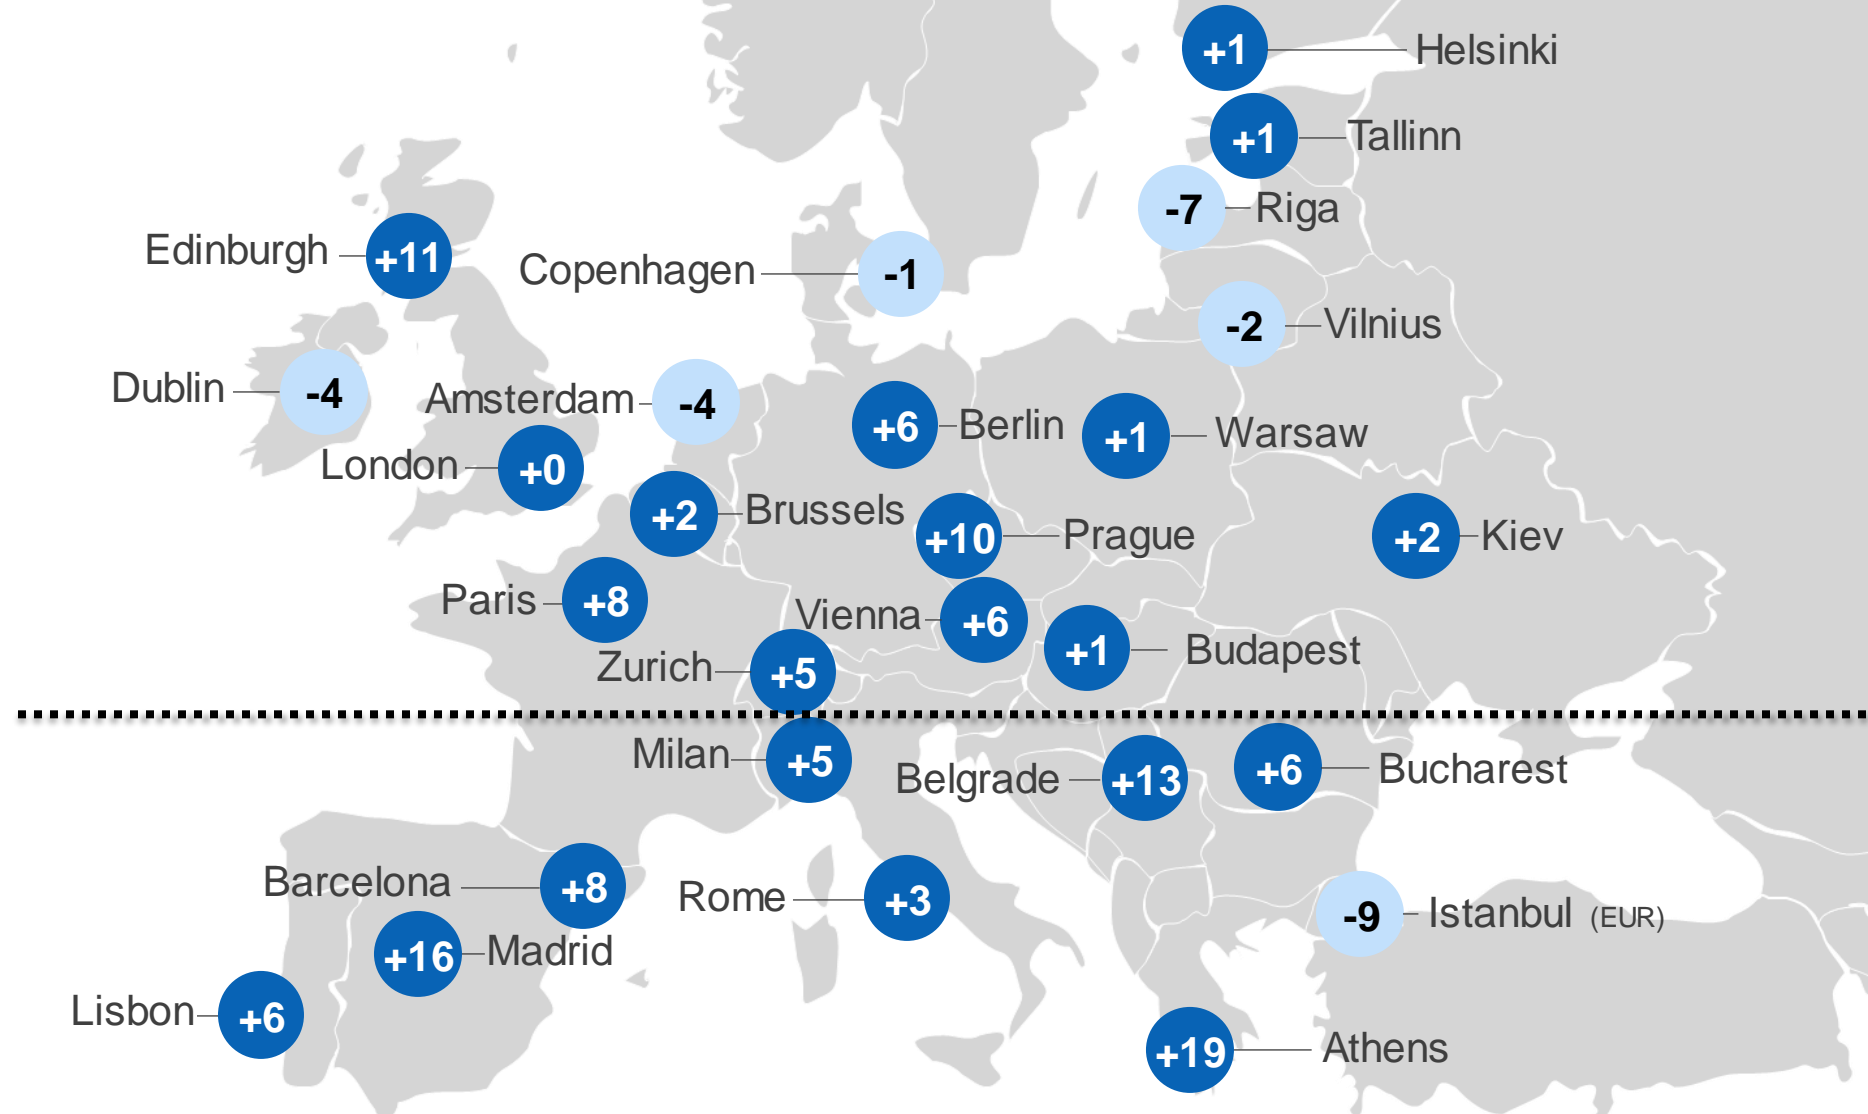 +1 Helsinki
+1 Tallinn
-7 Riga
Edinburgh +11
Copenhagen -1
-2 Vilnius
Dublin -4
Amsterdam -4
+6 Berlin
+1 Warsaw
London +0
+2 Brussels
+10 Prague
+2 Kiev
Paris +8
Vienna +6
+1 Budapest
Zurich +5
Milan +5
Belgrade +13
+6 Bucharest
Barcelona +8
Rome +3
-9 Istanbul (EUR)
+16 Madrid
Lisbon +6
+19 Athens